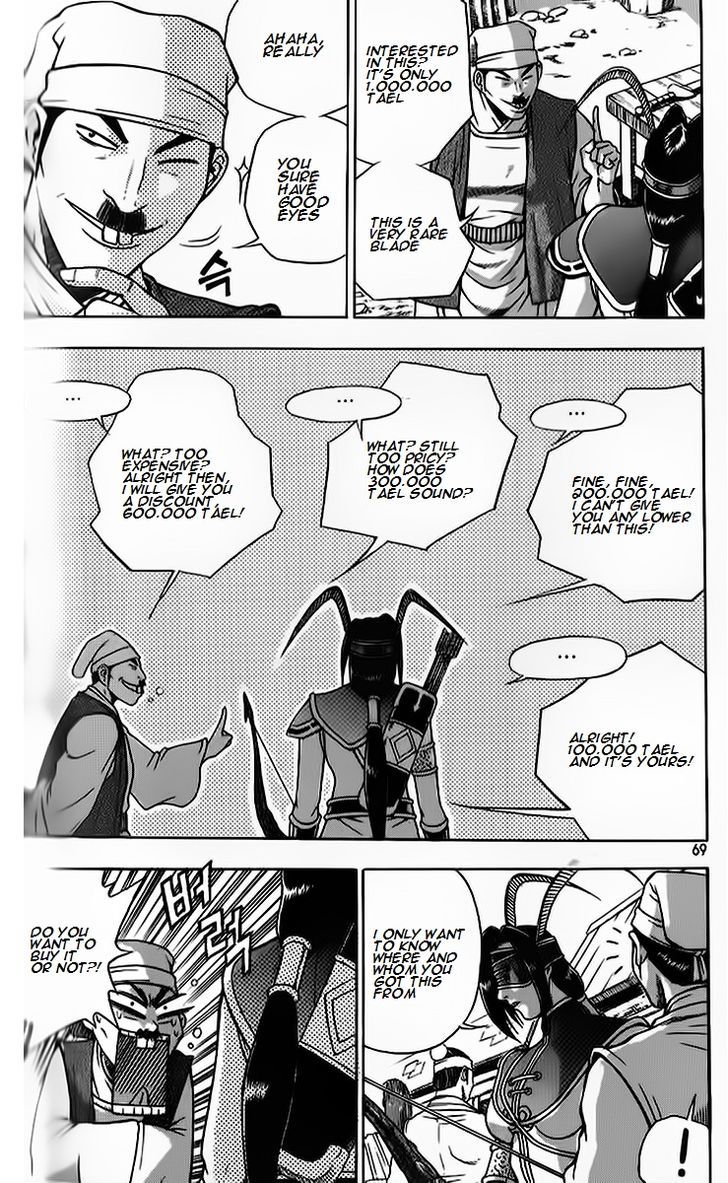 AHAHA,
REALLY
YOU
SURE
HAVE
GOOD
EYES
슥
INTERESTED
IN THIS?
IT'S ONLY
1.000.000
TAEL
THIS IS A
VERY RARE
BLADE
...
WHAT? TOO
EXPENSIVE?
ALRIGHT THEN,
I WILL GIVE YOU
A DISCOUNT,
600.000 TAEL!
...
WHAT? STILL
TOO PRICY?
HOW DOES
300.000
TAEL SOUND?
...
FINE, FINE,
200.000 TAEL!
I CAN'T GIVE
YOU ANY LOWER
THAN THIS!
...
ALRIGHT!
100.000 TAEL
AND IT'S YOURS!
69
버럭
DO YOU
WANT TO
BUY IT
OR NOT?!
I ONLY WANT
TO KNOW
WHERE AND
WHOM YOU
GOT THIS
FROM
!